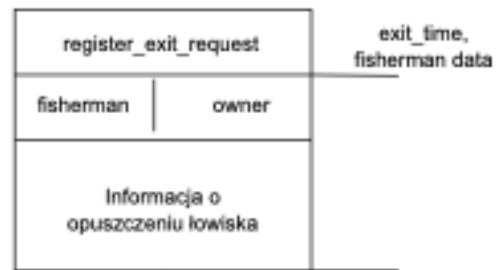 register_exit_request
exit_time,
fisherman data
fisherman
owner
Informacja o
opuszczeniu łowiska